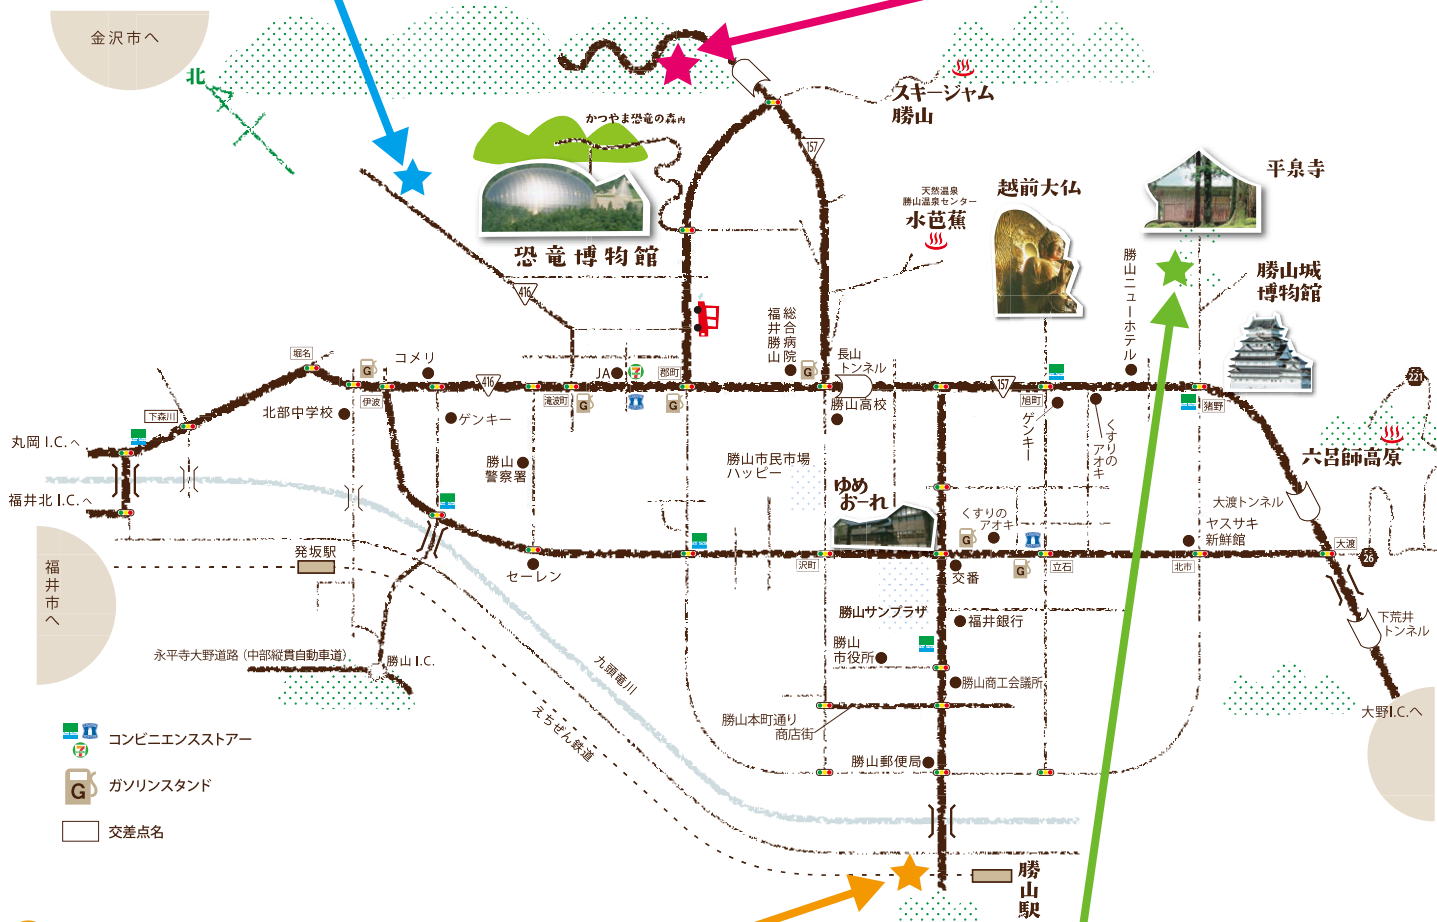 金沢市へ
北
かつやま恐竜の森内
スキージャム
勝山
157
平泉寺
越前大仏
天然温泉
勝山温泉センター
水芭蕉
恐竜博物館
勝山ニューホテル
勝山城
博物館
416
福井勝山
総合病院
堀名
コメリ
416
JA
郡町
長山
トンネル
157
221
伊波
滝波町
旭町
猪野
下森川
北部中学校
ゲンキー
勝山高校
ゲンキー
くすりの
アオキ
丸岡 I.C.へ
六呂師高原
勝山
警察署
勝山市民市場
ハッピー
ゆめ
おーれ
福井北 I.C.へ
大渡トンネル
くすりの
アオキ
ヤスサキ
新鮮館
大渡
26
発坂駅
福井市へ
セーレン
沢町
交番
立石
北市
勝山サンプラザ
福井銀行
下荒井
トンネル
永平寺大野道路（中部縦貫自動車道）
勝山 I.C.
九頭竜川
勝山
市役所
勝山商工会議所
大野I.C.へ
えちぜん鉄道
勝山本町通り
商店街
コンビニエンスストアー
勝山郵便局
G
ガソリンスタンド
交差点名
勝山駅